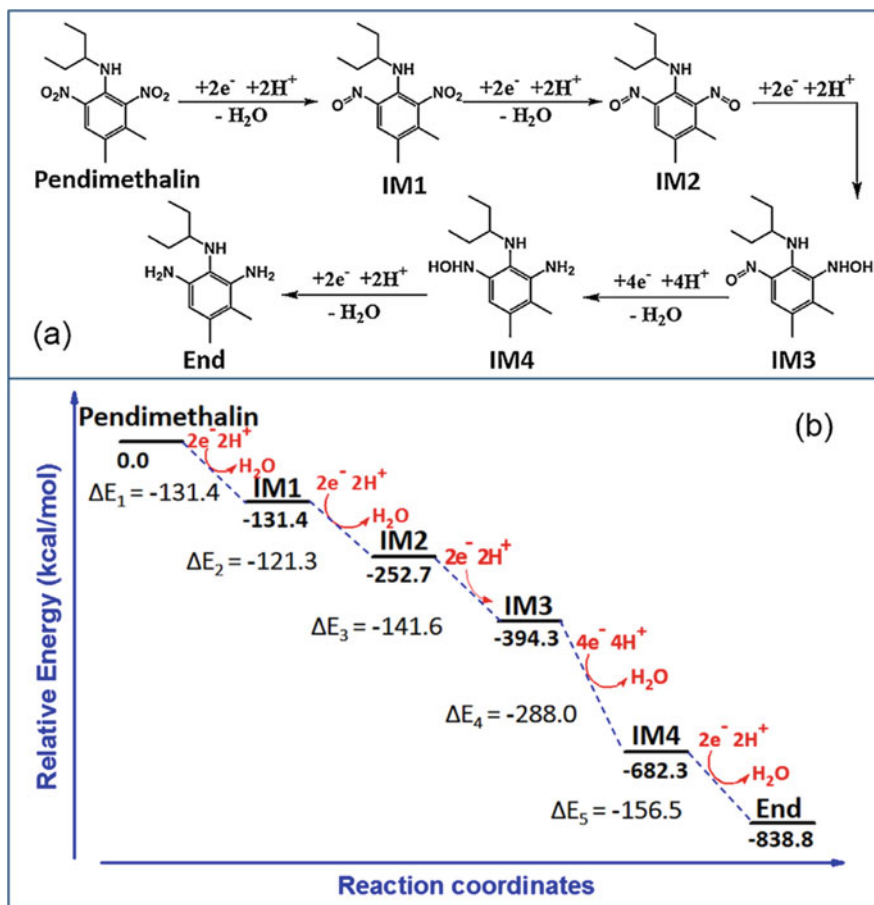 NH
O₂N NO₂
Pendimethalin
+2e⁻ +2H⁺
- H₂O
NH
O N NO₂
IM1
+2e⁻ +2H⁺
- H₂O
NH
O N N O
IM2
+2e⁻ +2H⁺
NH
H₂N NH₂
End
+2e⁻ +2H⁺
- H₂O
NH
HOHN NH₂
IM4
+4e⁻ +4H⁺
- H₂O
NH
O N NHOH
IM3
(a)
(b)
Pendimethalin
0.0
2e⁻ 2H⁺
H₂O
ΔE₁ = -131.4
IM1
-131.4
2e⁻ 2H⁺
H₂O
ΔE₂ = -121.3
IM2
-252.7
2e⁻ 2H⁺
ΔE₃ = -141.6
IM3
-394.3
4e⁻ 4H⁺
H₂O
ΔE₄ = -288.0
IM4
-682.3
2e⁻ 2H⁺
H₂O
ΔE₅ = -156.5
End
-838.8
Relative Energy (kcal/mol)
Reaction coordinates